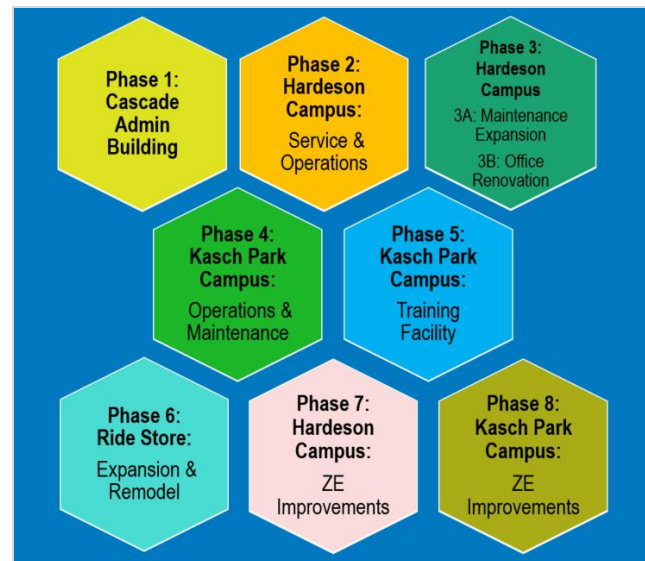 Phase 1:
Cascade
Admin
Building
Phase 2:
Hardeson
Campus:
Service &
Operations
Phase 3:
Hardeson
Campus
3A: Maintenance
Expansion
3B: Office
Renovation
Phase 4:
Kasch Park
Campus:
Operations &
Maintenance
Phase 5:
Kasch Park
Campus:
Training
Facility
Phase 6:
Ride Store:
Expansion &
Remodel
Phase 7:
Hardeson
Campus:
ZE
Improvements
Phase 8:
Kasch Park
Campus:
ZE
Improvements